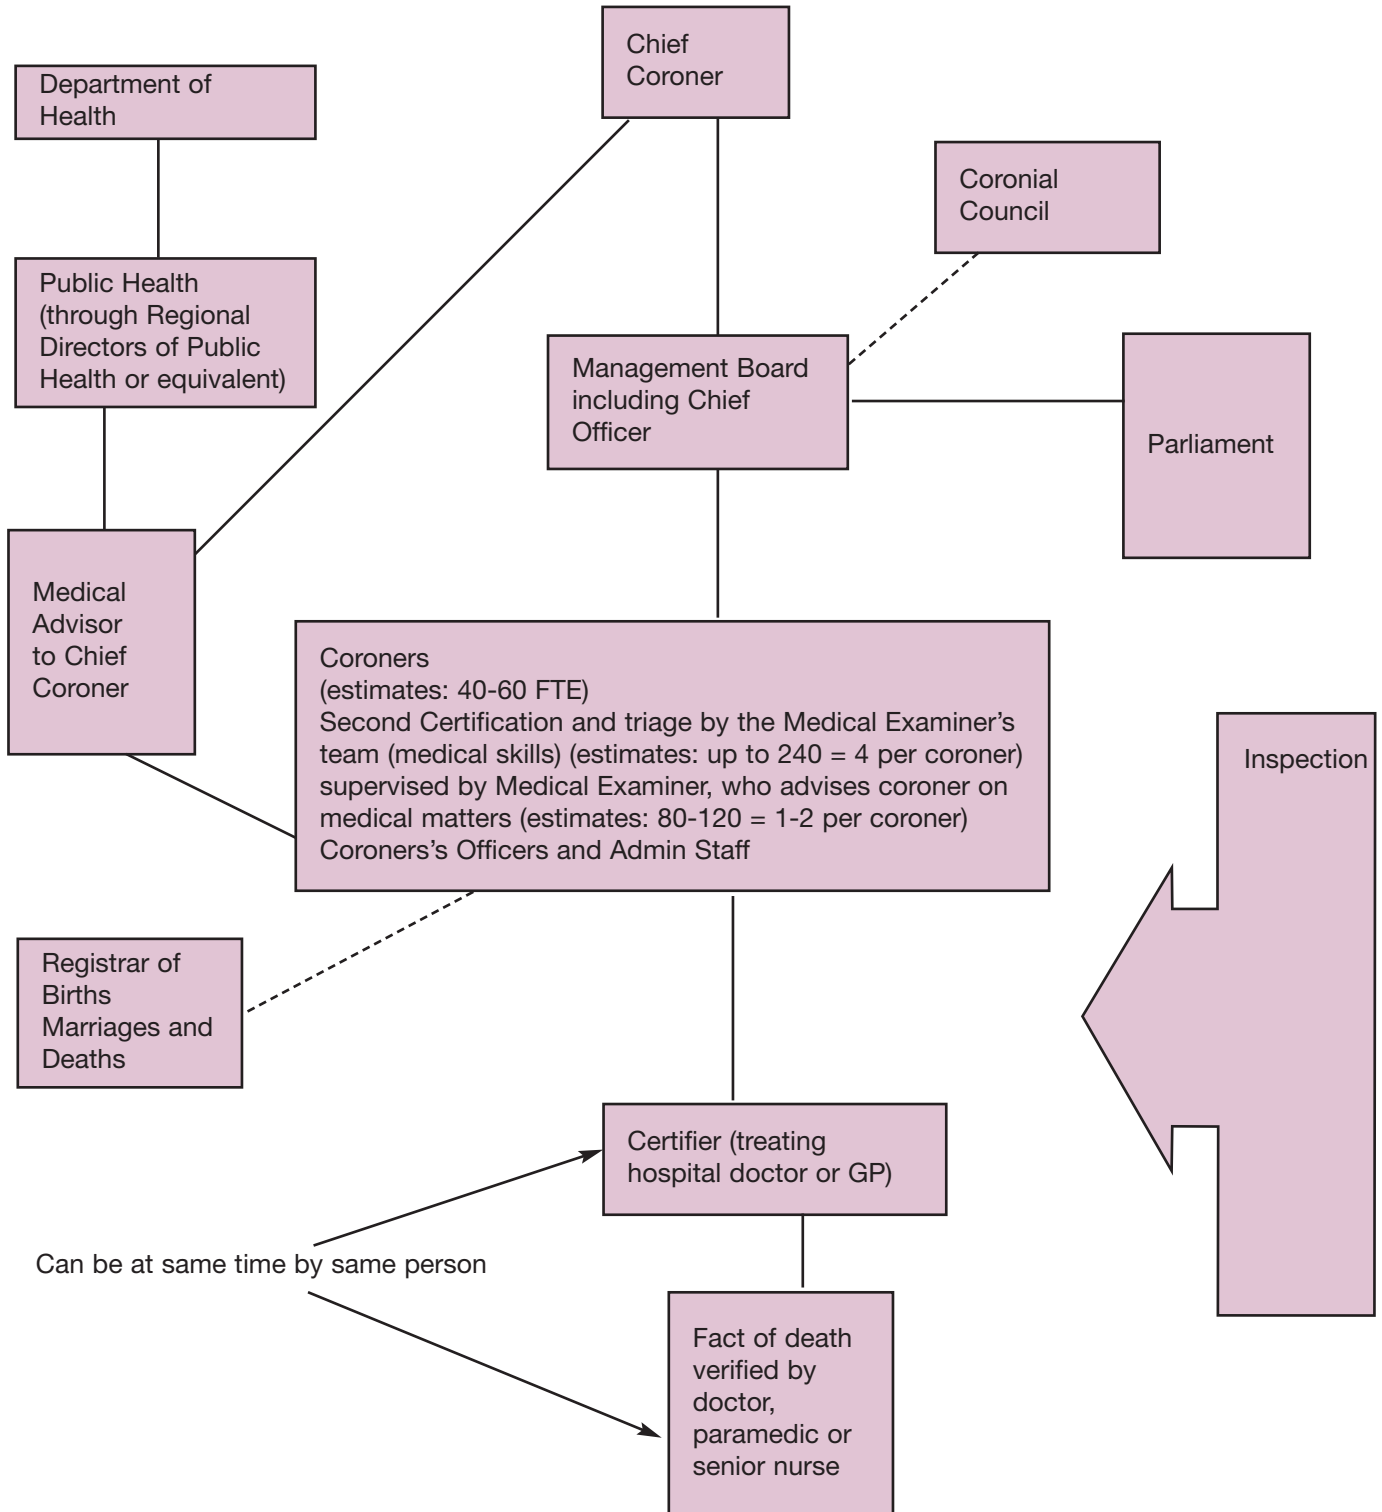 Chief
Coroner
Department of
Health
Coronial
Council
Public Health
(through Regional
Directors of Public
Health or equivalent)
Management Board
including Chief
Officer
Parliament
Medical
Advisor
to Chief
Coroner
Coroners
(estimates: 40-60 FTE)
Second Certification and triage by the Medical Examiner’s
team (medical skills) (estimates: up to 240 = 4 per coroner)
supervised by Medical Examiner, who advises coroner on
medical matters (estimates: 80-120 = 1-2 per coroner)
Coroners’s Officers and Admin Staff
Inspection
Registrar of
Births
Marriages and
Deaths
Certifier (treating
hospital doctor or GP)
Can be at same time by same person
Fact of death
verified by
doctor,
paramedic or
senior nurse